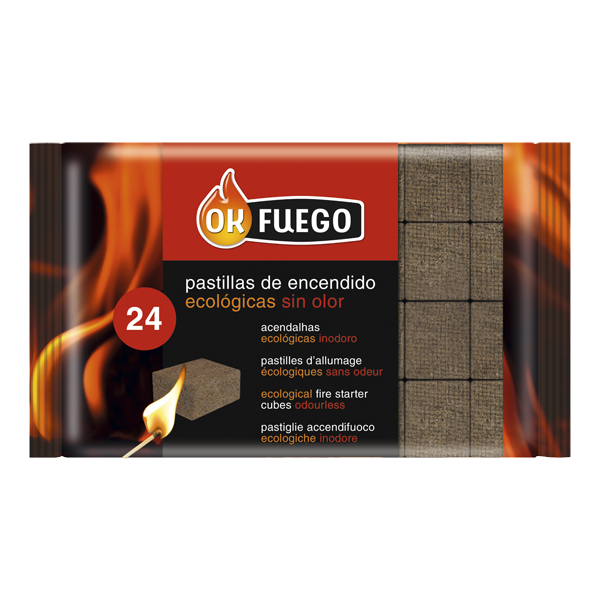 OK FUEGO
pastillas de encendido
ecológicas sin olor
24
acendalhas
ecológicas inodoro
pastilles d'allumage
écologiques sans odeur
ecological fire starter
cubes odourless
pastiglie accendifuoco
ecologiche inodore